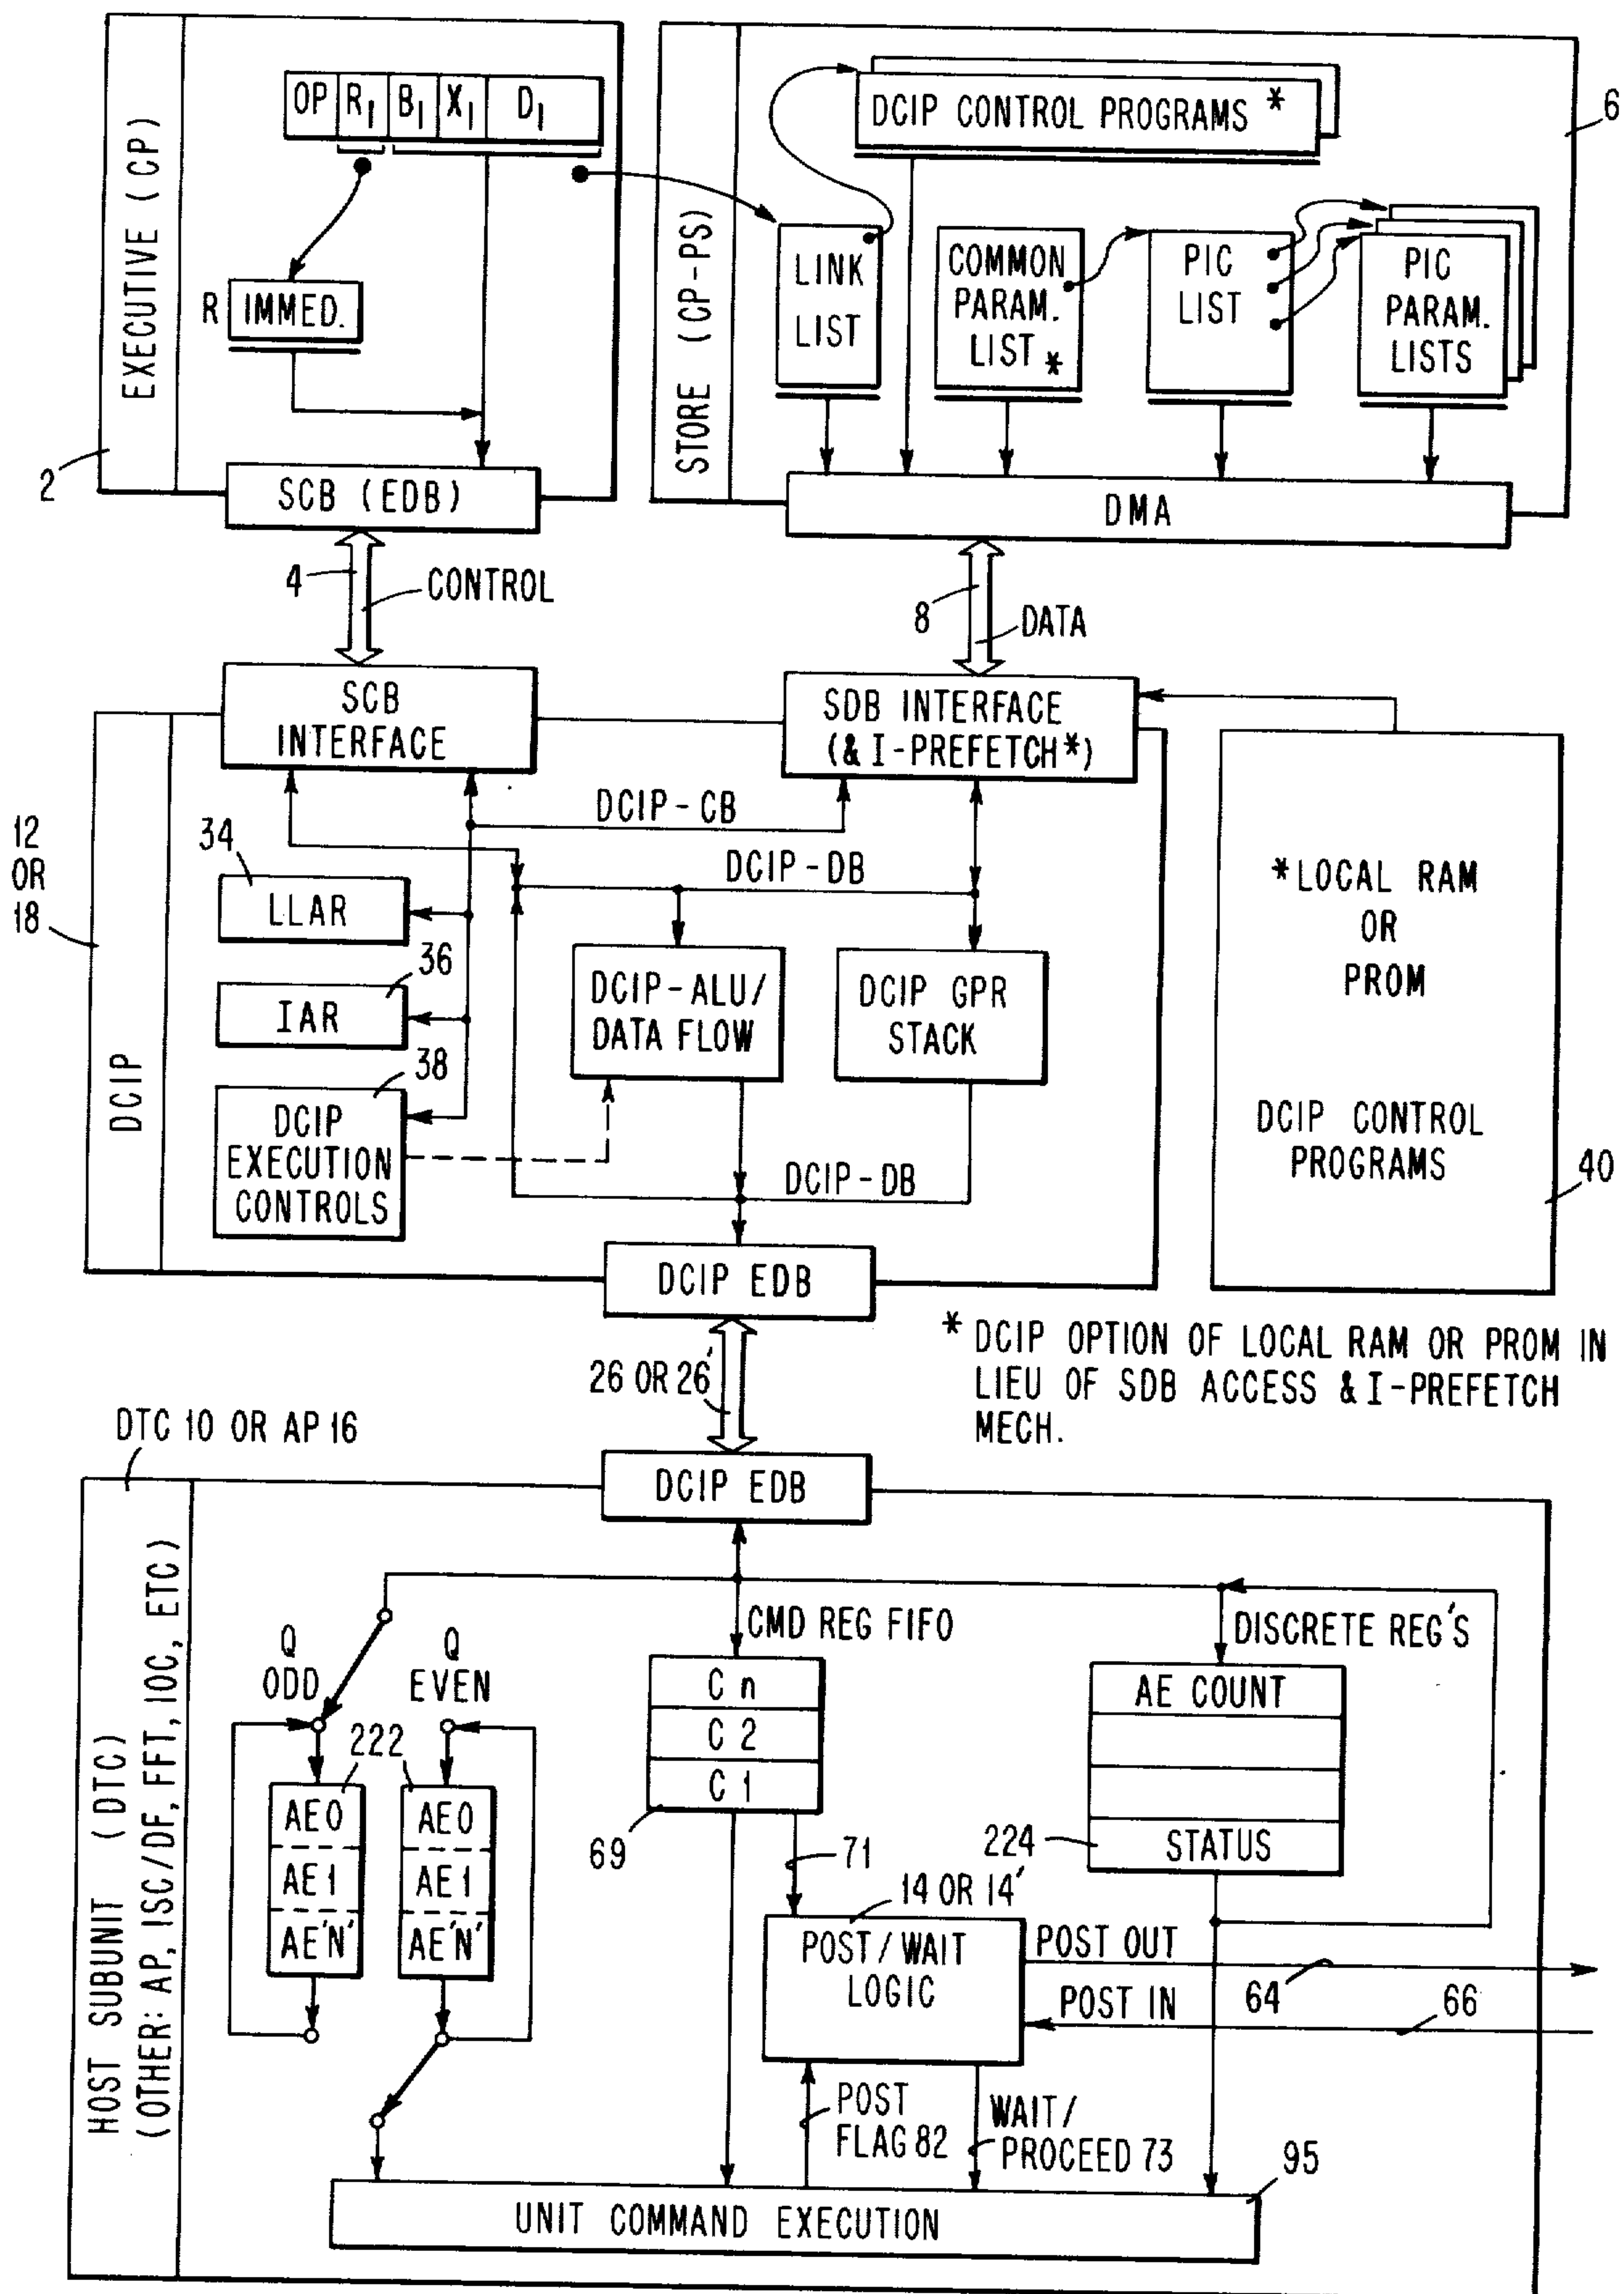 EXECUTIVE (CP)
OP R1 B1 X1 D1
R IMMED.
SCB (EDB)
2
STORE (CP-PS)
DCIP CONTROL PROGRAMS *
6
LINK
LIST
COMMON
PARAM.
LIST *
PIC
LIST
PIC
PARAM.
LISTS
DMA
4
CONTROL
8
DATA
12
OR
18
DCIP
SCB
INTERFACE
SDB INTERFACE
(& I-PREFETCH*)
DCIP-CB
DCIP-DB
34
LLAR
36
IAR
38
DCIP
EXECUTION
CONTROLS
DCIP-ALU/
DATA FLOW
DCIP GPR
STACK
DCIP-DB
DCIP EDB
*LOCAL RAM
OR
PROM
DCIP CONTROL
PROGRAMS
40
26 OR 26'
* DCIP OPTION OF LOCAL RAM OR PROM IN
LIEU OF SDB ACCESS & I-PREFETCH
MECH.
DTC 10 OR AP 16
DCIP EDB
HOST SUBUNIT (DTC)
(OTHER: AP, ISC/DF, FFT, IOC, ETC)
Q
ODD
Q
EVEN
222
AE0
AE1
AE'N'
AE0
AE1
AE'N'
CMD REG FIFO
Cn
C2
C1
69
71
DISCRETE REG'S
AE COUNT
STATUS
224
14 OR 14'
POST/WAIT
LOGIC
POST OUT
64
POST IN
66
POST
FLAG 82
WAIT/
PROCEED 73
95
UNIT COMMAND EXECUTION